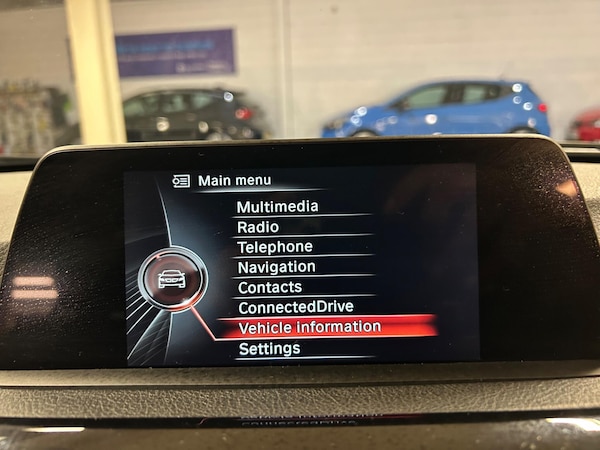 Main menu
Multimedia
Radio
Telephone
Navigation
Contacts
ConnectedDrive
Vehicle information
Settings